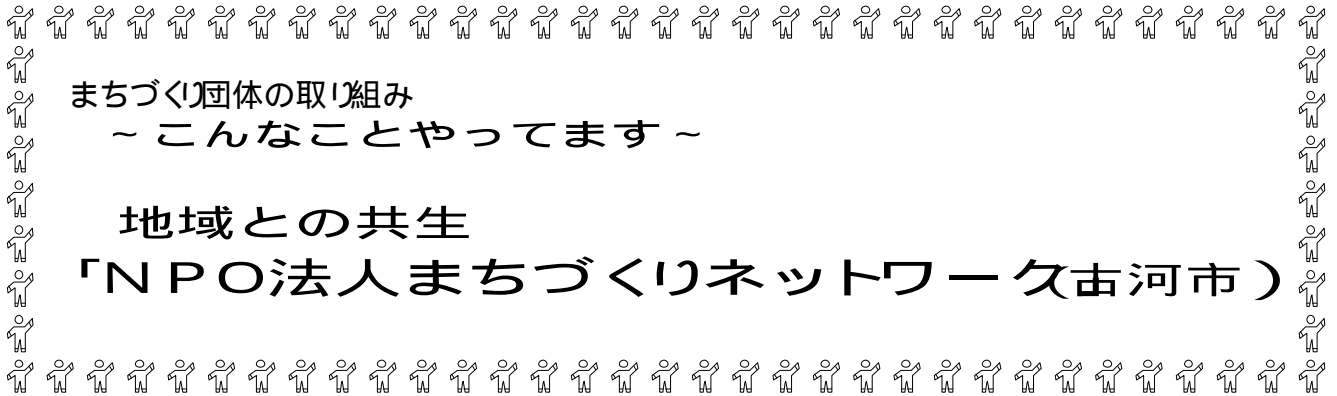 まちづくり団体の取り組み
~こんなことやってます~
地域との共生
「NPO法人まちづくりネットワーク(古河市)